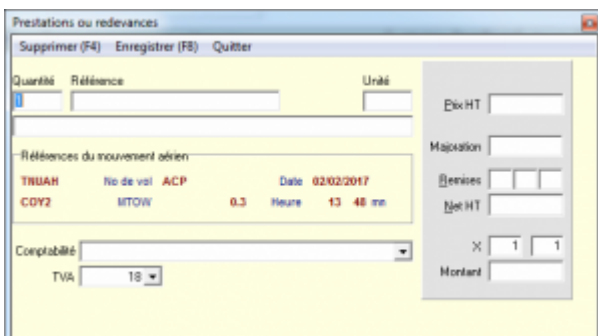 Prestations ou redevances
Supprimer (F4) Enregistrer (F8) Quitter
Quantité Référence Unité
1
Prix HT
Majoration
Références du mouvement aérien
TNUAH No de vol ACP Date 02/02/2017
Remises
COY2 MTOW 0.3 Heure 13 48 mn
Net HT
Comptabilité
X 1 1
TVA 18
Montant